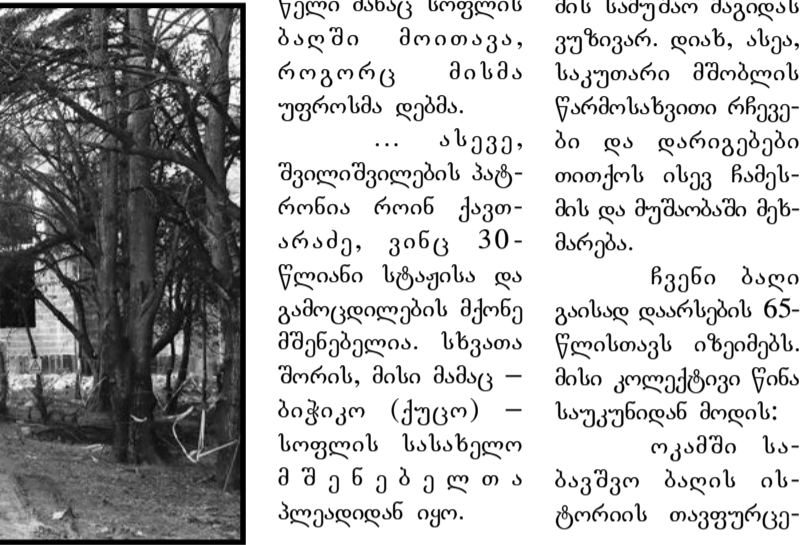 წელი მანაც სოფლის
ბაღში მოითავა,
როგორც მისმა
უფროსმა დებმა.
... ასევე,
შვილიშვილების პატ-
რონია როინ ქავთ-
არაძე, ვინც 30-
წლიანი სტაჟისა და
გამოცდილების მქონე
მშენებელია. სხვათა
შორის, მისი მამაც –
ბიჭიკო (ქუცო) –
სოფლის სასახელო
მშენებელთა
პლეადიდან იყო.
მის სამუშაო მაგიდას
ვუზივარ. დიახ, ასეა,
საკუთარი მშობლის
წარმოსახვითი რჩევე-
ბი და დარიგებები
თითქოს ისევ ჩამეს-
მის და მუშაობაში მეხ-
მარება.
ჩვენი ბაღი
გაისად დაარსების 65-
წლისთავს იზეიმებს.
მისი კოლექტივი წინა
საუკუნიდან მოდის:
ოკამში სა-
ბავშვო ბაღის ის-
ტორიის თავფურცე-